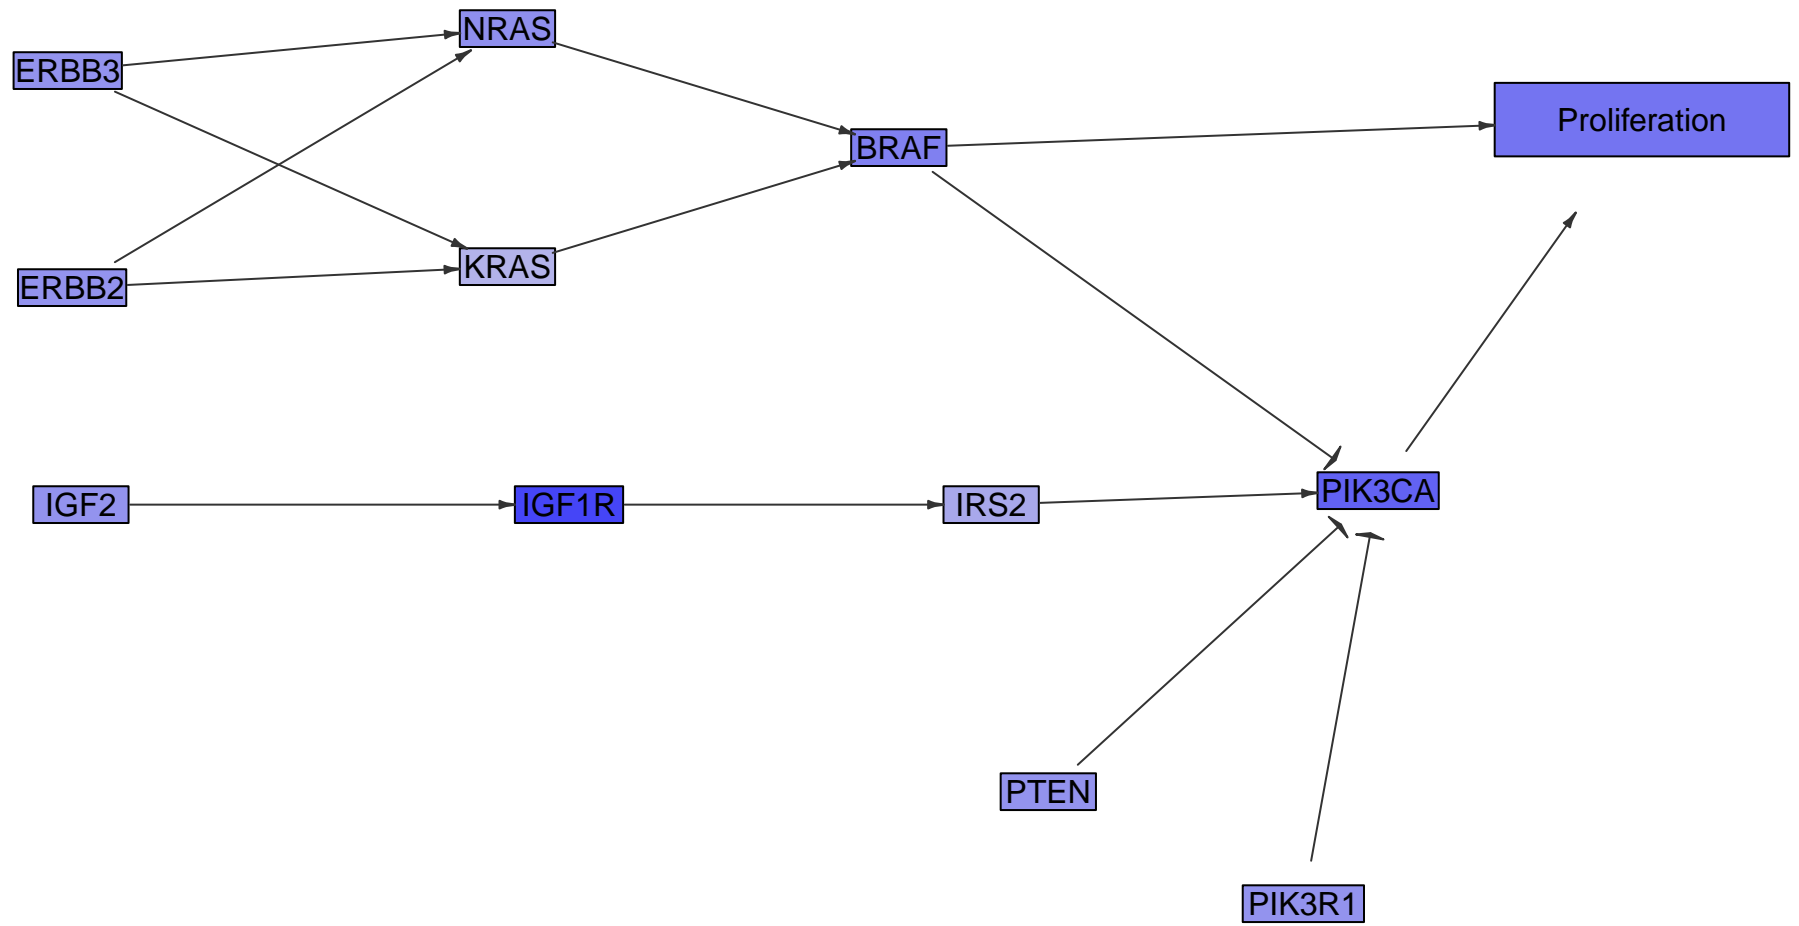 NRAS
ERBB3
Proliferation
BRAF
KRAS
ERBB2
PIK3CA
IGF2
IGF1R
IRS2
PTEN
PIK3R1